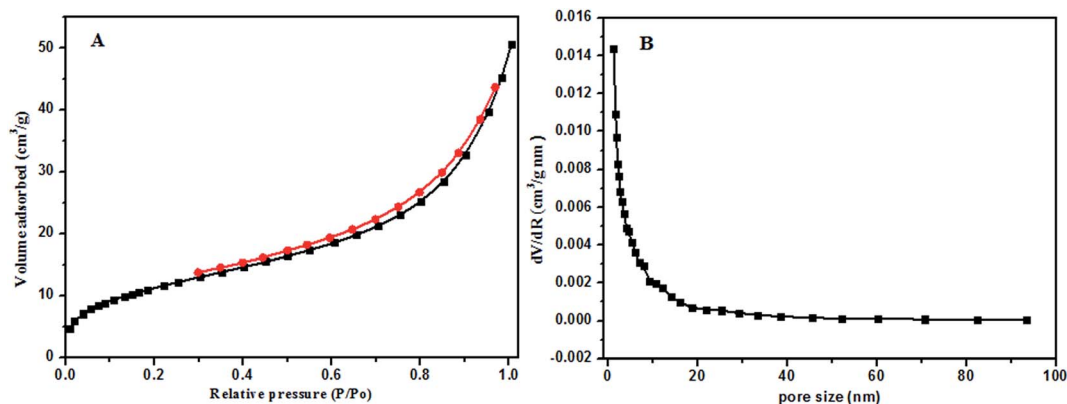 A
Volume adsorbed (cm³/g)
50
40
30
20
10
0
0.0 0.2 0.4 0.6 0.8 1.0
Relative pressure (P/Po)
B
dV/dR (cm³/g nm)
0.016
0.014
0.012
0.010
0.008
0.006
0.004
0.002
0.000
-0.002
0 20 40 60 80 100
pore size (nm)